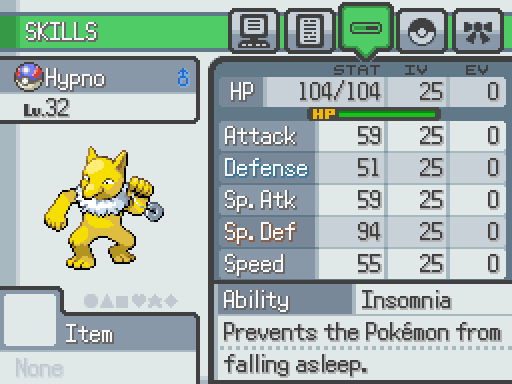 SKILLS
Hypno ♂
Lv.32
STAT IV EV
HP 104/104 25 0
HP
Attack 59 25 0
Defense 51 25 0
Sp. Atk 59 25 0
Sp. Def 94 25 0
Speed 55 25 0
Ability Insomnia
Prevents the Pokémon from
falling asleep.
Item
None